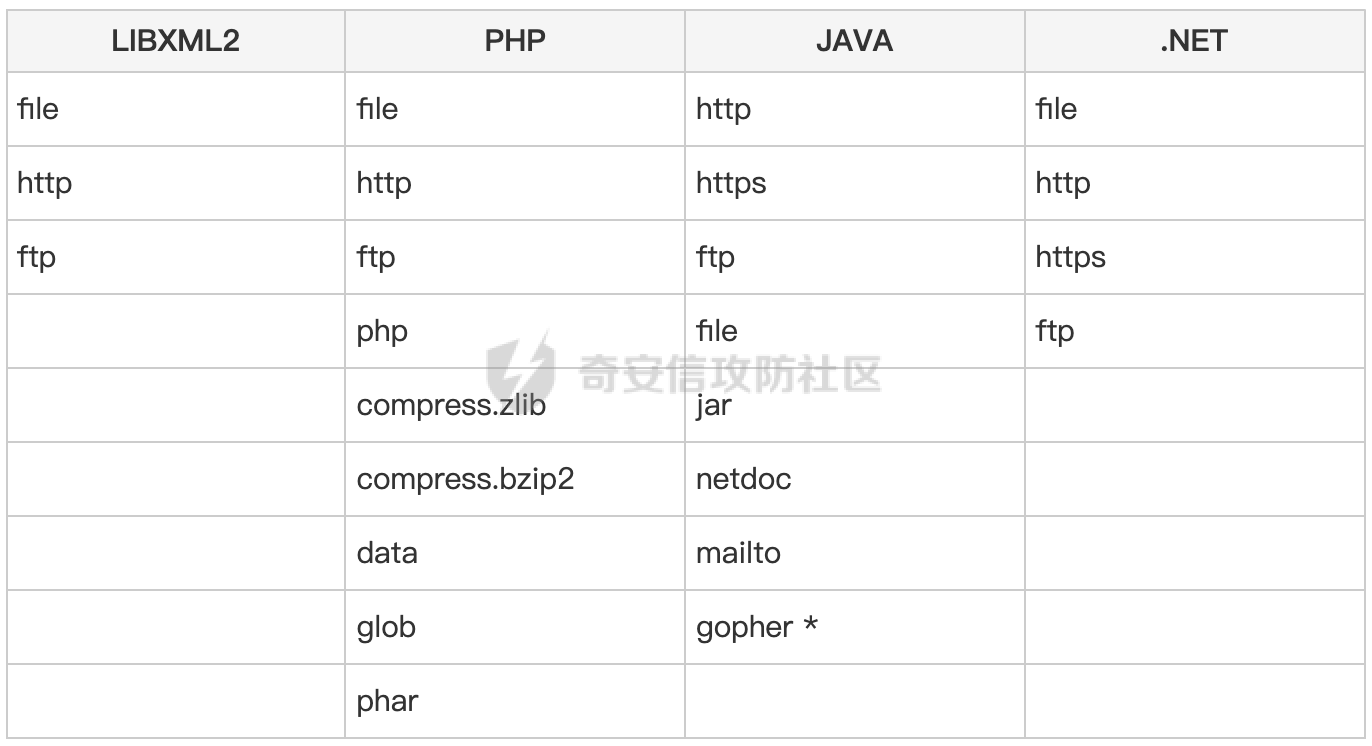 LIBXML2 PHP JAVA .NET
file file http file
http http https http
ftp ftp ftp https
php file ftp
奇安信攻防社区
compress.zlib jar
compress.bzip2 netdoc
data mailto
glob gopher *
phar